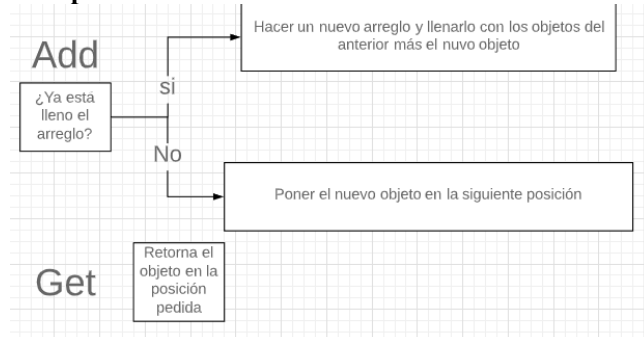 Hacer un nuevo arreglo y llenarlo con los objetos del
anterior más el nuvo objeto
Add
si
¿Ya está
lleno el
arreglo?
No
Poner el nuevo objeto en la siguiente posición
Retorna el
objeto en la
posición
pedida
Get